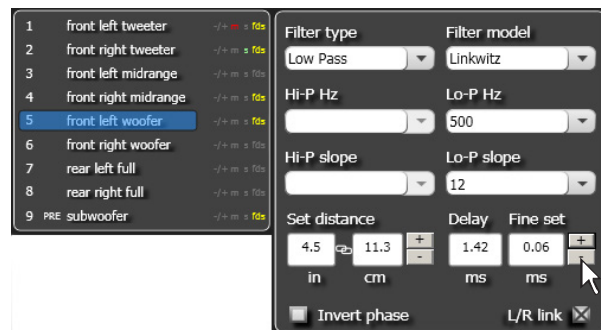 1 front left tweeter -/+ m s fds
2 front right tweeter -/+ m s fds
3 front left midrange -/+ m s fds
4 front right midrange -/+ m s fds
5 front left woofer -/+ m s fds
6 front right woofer -/+ m s fds
7 rear left full -/+ m s fds
8 rear right full -/+ m s fds
9 PRE subwoofer -/+ m s fds
Filter type Filter model
Low Pass Linkwitz
Hi-P Hz Lo-P Hz
500
Hi-P slope Lo-P slope
12
Set distance Delay Fine set
4.5 11.3 + - 1.42 0.06 + -
in cm ms ms
Invert phase L/R link